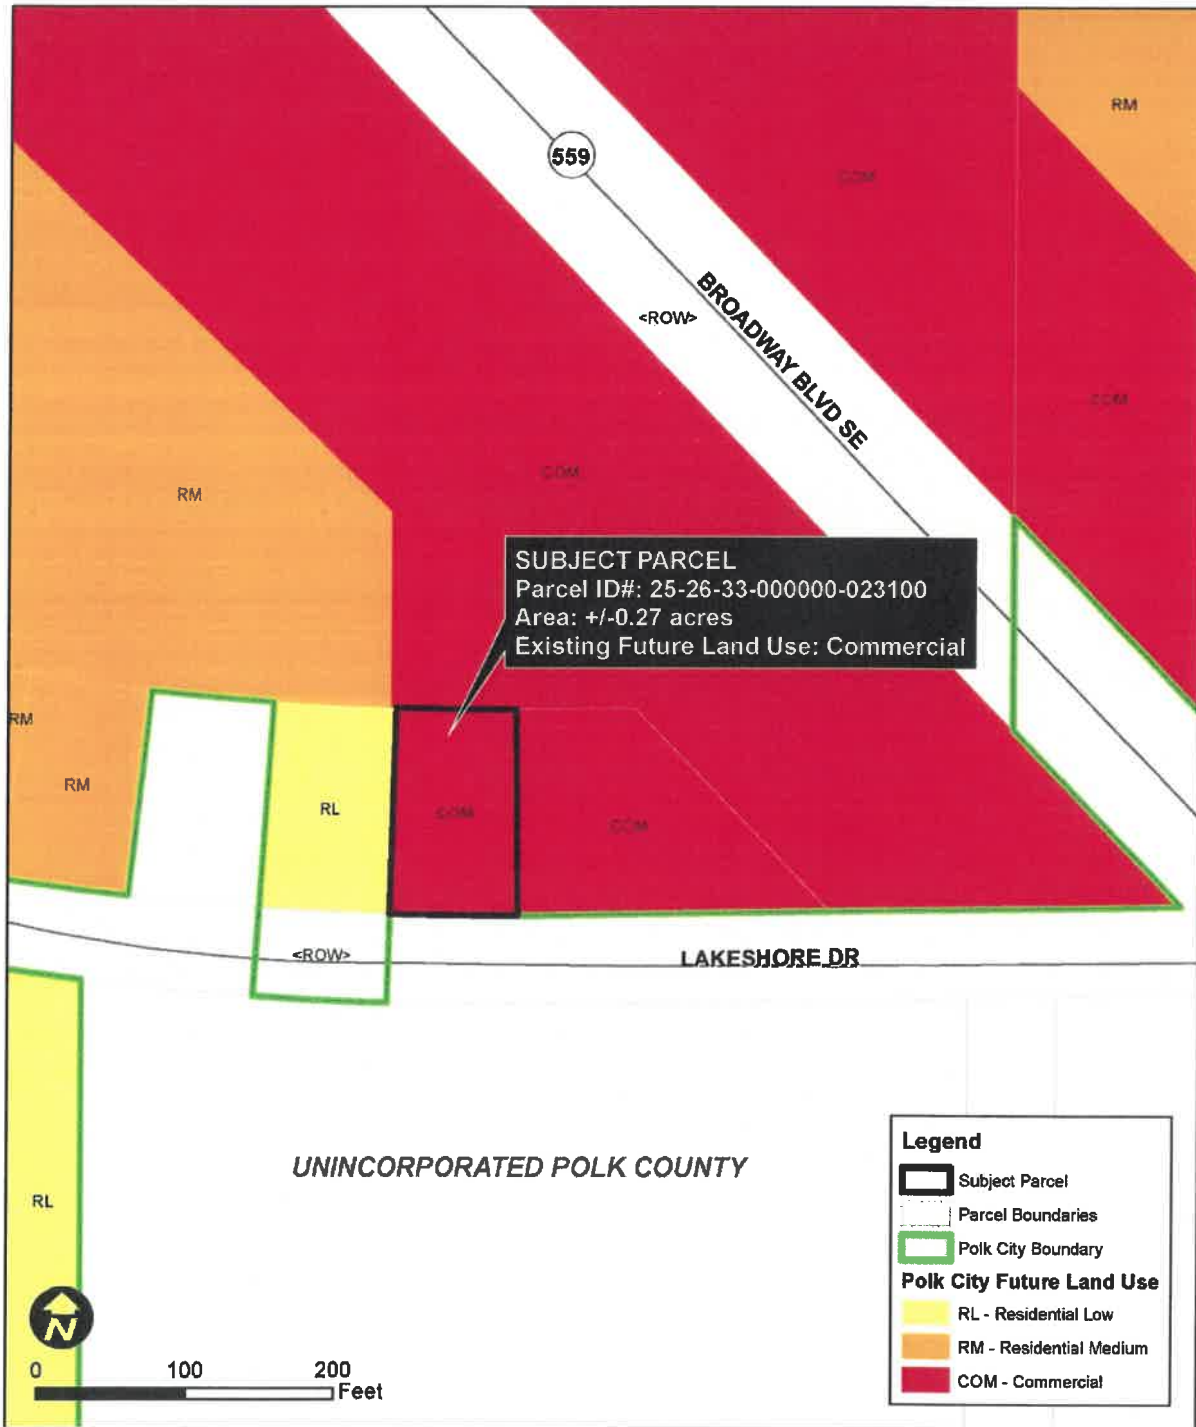 RM
559
COM
BROADWAY BLVD SE
<ROW>
COM
COM
RM
SUBJECT PARCEL
Parcel ID#: 25-26-33-000000-023100
Area: +/-0.27 acres
Existing Future Land Use: Commercial
RM
RM
RL
COM
COM
<ROW>
LAKESHORE DR
UNINCORPORATED POLK COUNTY
RL
N
0 100 200
Feet
Legend
Subject Parcel
Parcel Boundaries
Polk City Boundary
Polk City Future Land Use
RL - Residential Low
RM - Residential Medium
COM - Commercial